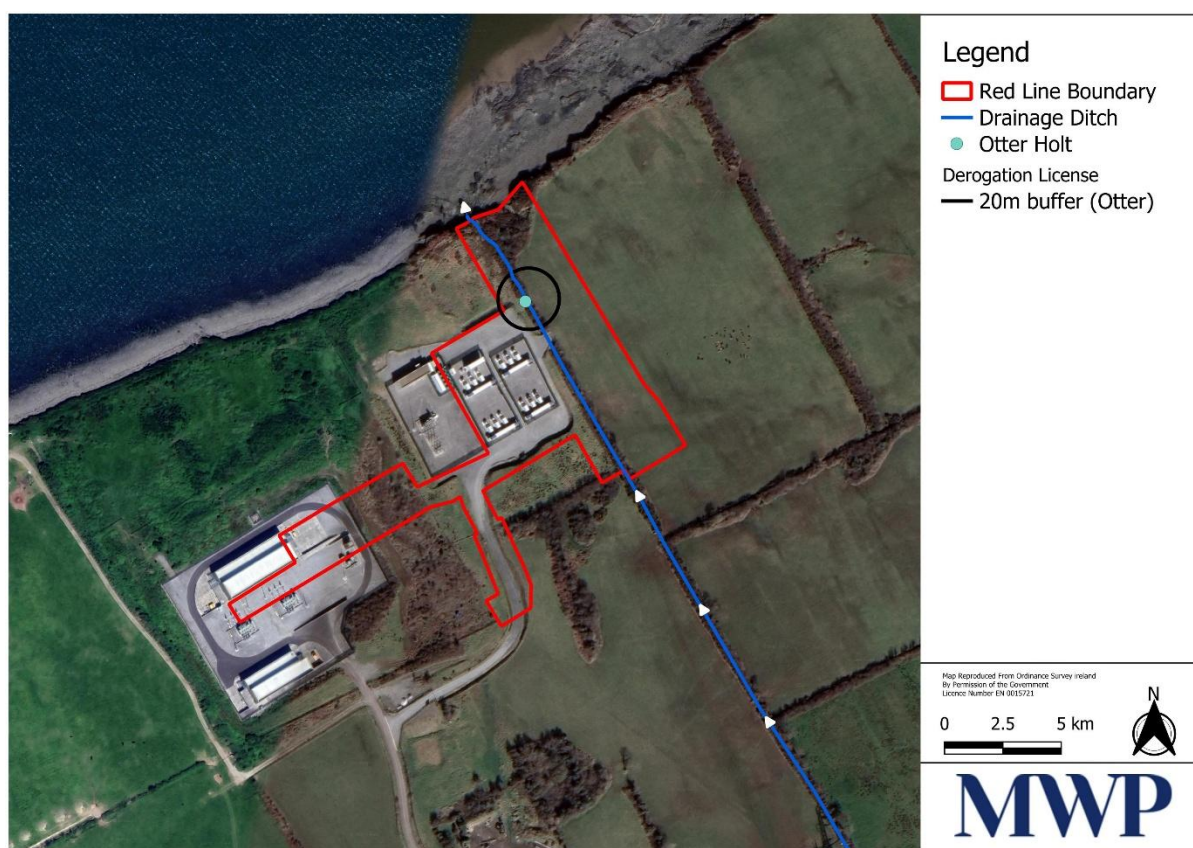 Legend
Red Line Boundary
Drainage Ditch
Otter Holt
Derogation License
20m buffer (Otter)
Map Reproduced From Ordinance Survey Ireland
By Permission of the Government
Licence Number EN 0015721
N
0 2.5 5 km
MWP